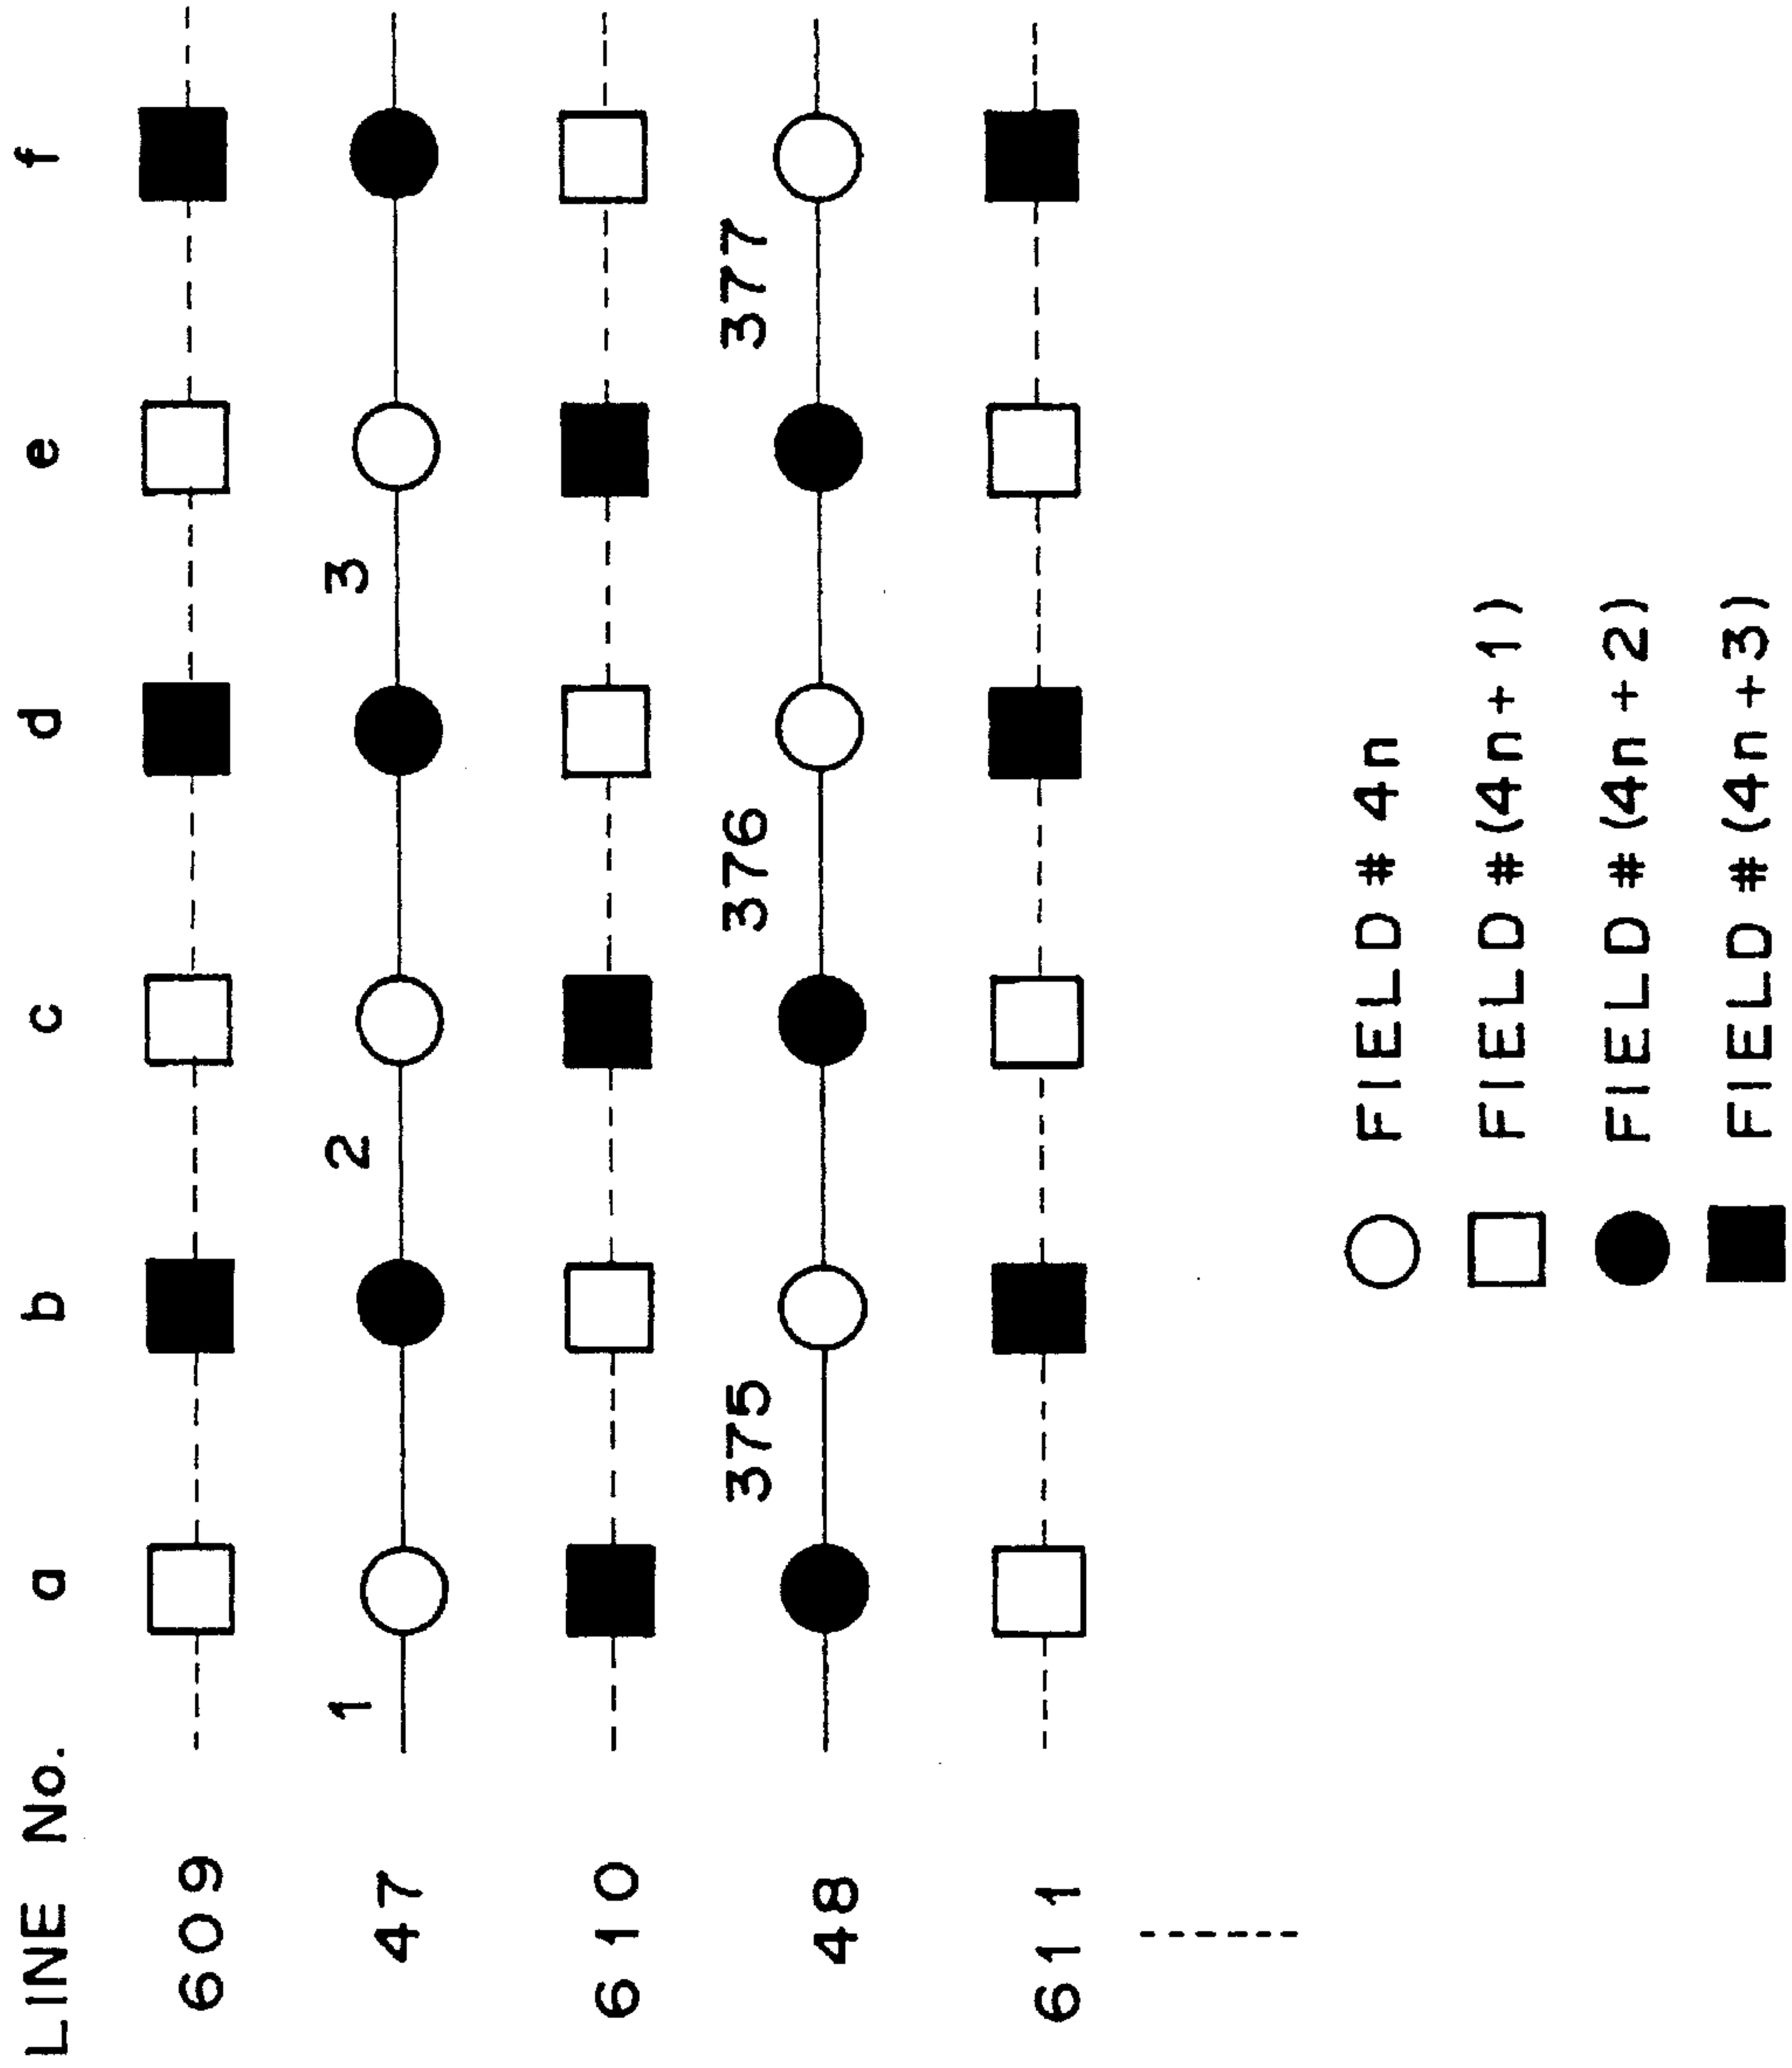 LINE No. a b c d e f
609
47 1 2 3
610
48 375 376 377
611
FIELD # 4n
FIELD # (4n + 1)
FIELD # (4n + 2)
FIELD # (4n + 3)